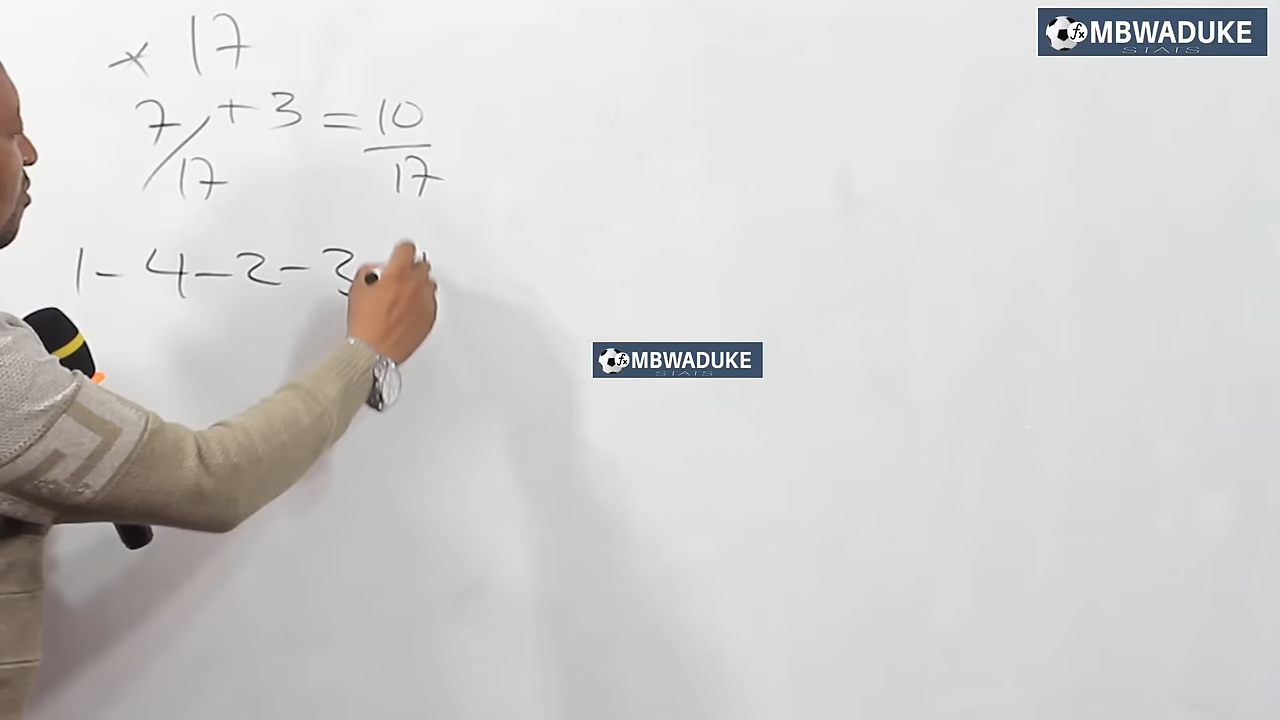 MBWADUKE
STATS
× 17
7/17 + 3 = 10/17
1 - 4 - 2 - 3
MBWADUKE
STATS